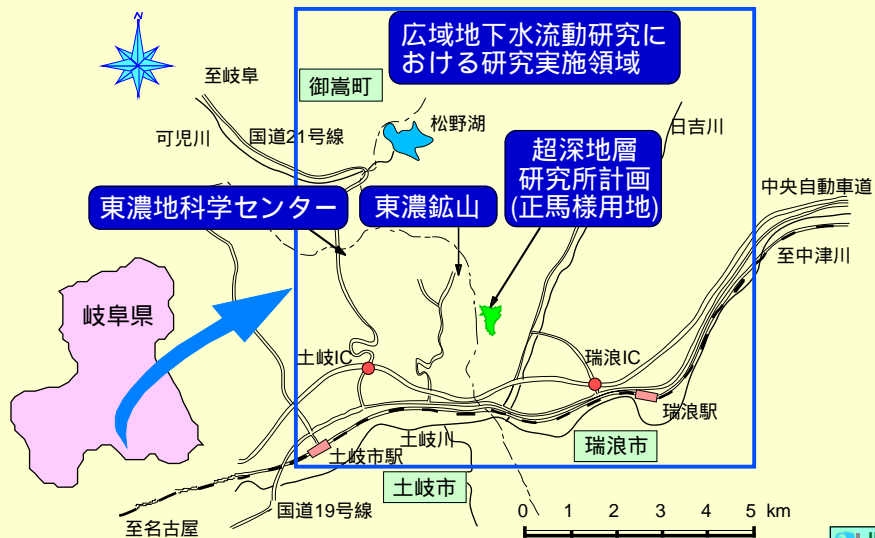 広域地下水流動研究に
おける研究実施領域
御嵩町
至岐阜
可児川
国道21号線
松野湖
日吉川
超深地層
研究所計画
(正馬様用地)
東濃地科学センター
東濃鉱山
中央自動車道
至中津川
岐阜県
土岐IC
瑞浪IC
瑞浪駅
土岐川
瑞浪市
土岐市駅
土岐市
国道19号線
至名古屋
0 1 2 3 4 5 km